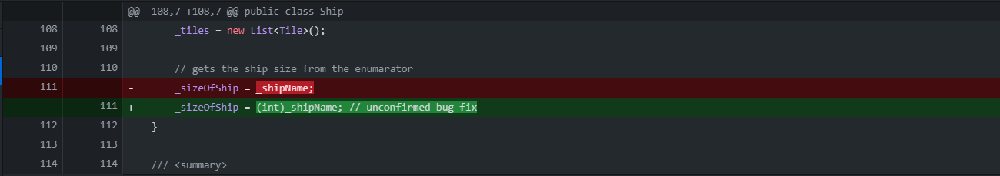 @@ -108,7 +108,7 @@ public class Ship
108 108 _tiles = new List<Tile>();
109 109
110 110 // gets the ship size from the enumarator
111 - _sizeOfShip = _shipName;
111 + _sizeOfShip = (int)_shipName; // unconfirmed bug fix
112 112 }
113 113
114 114 /// <summary>